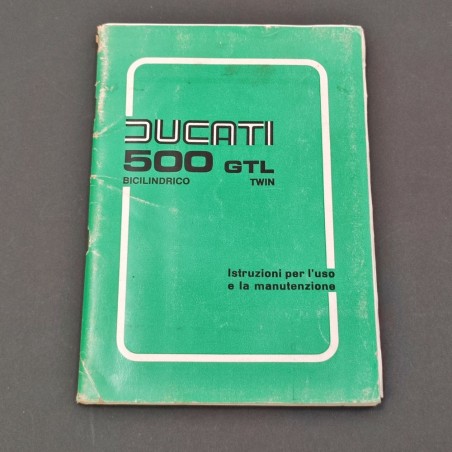 DUCATI
500 GTL
BICILINDRICO TWIN
Istruzioni per l'uso
e la manutenzione